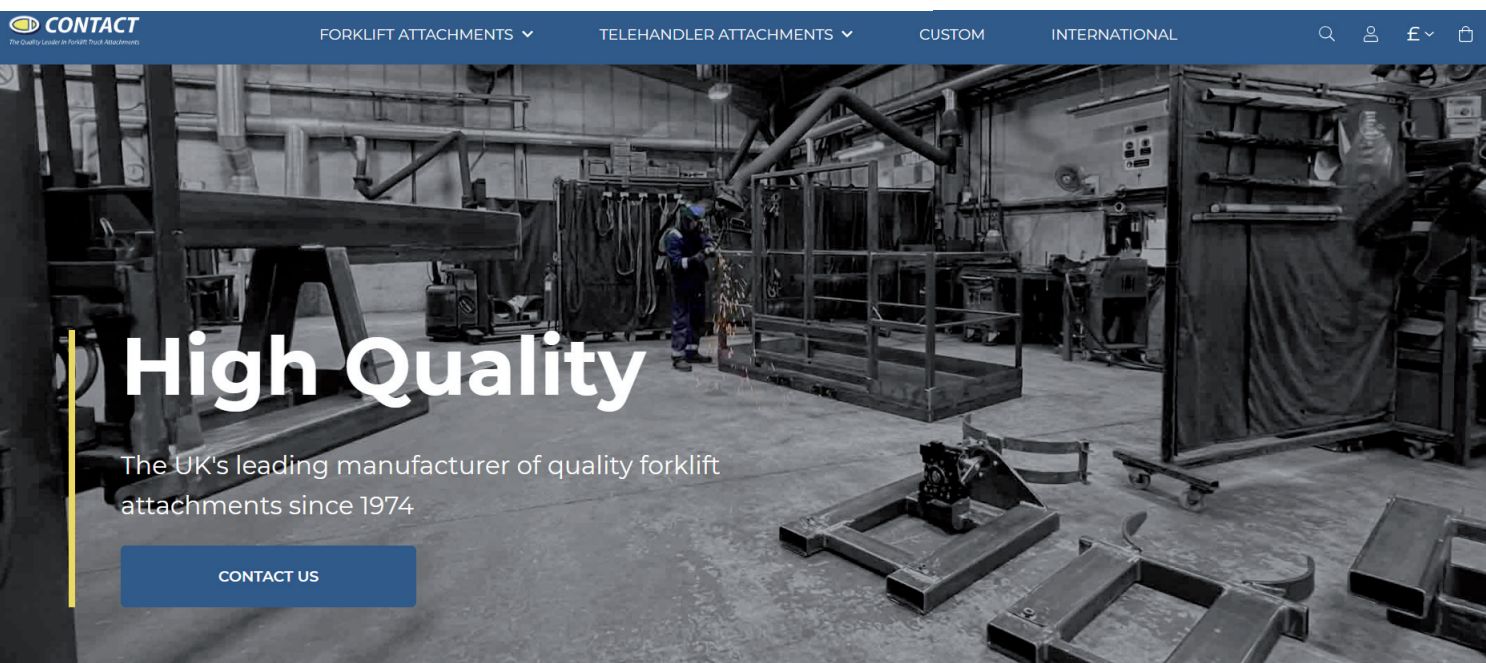 CONTACT
The Quality Leader in Forklift Truck Attachments
FORKLIFT ATTACHMENTS
TELEHANDLER ATTACHMENTS
CUSTOM
INTERNATIONAL
£
High Quality
The UK's leading manufacturer of quality forklift
attachments since 1974
CONTACT US